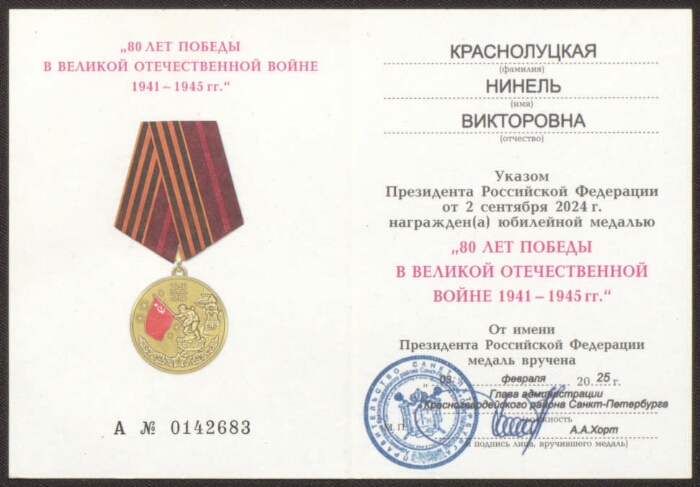 „80 ЛЕТ ПОБЕДЫ
В ВЕЛИКОЙ ОТЕЧЕСТВЕННОЙ ВОЙНЕ
1941 – 1945 гг.“
А № 0142683
КРАСНОЛУЦКАЯ
(фамилия)
НИНЕЛЬ
(имя)
ВИКТОРОВНА
(отчество)
Указом
Президента Российской Федерации
от 2 сентября 2024 г.
награжден(а) юбилейной медалью
„80 ЛЕТ ПОБЕДЫ
В ВЕЛИКОЙ ОТЕЧЕСТВЕННОЙ
ВОЙНЕ 1941 – 1945 гг.“
От имени
Президента Российской Федерации
медаль вручена
февраля 20 25 г.
Глава администрации
Красногвардейского района Санкт-Петербурга
М. П.
А.А.Хорт
подпись лица, вручившего медаль)